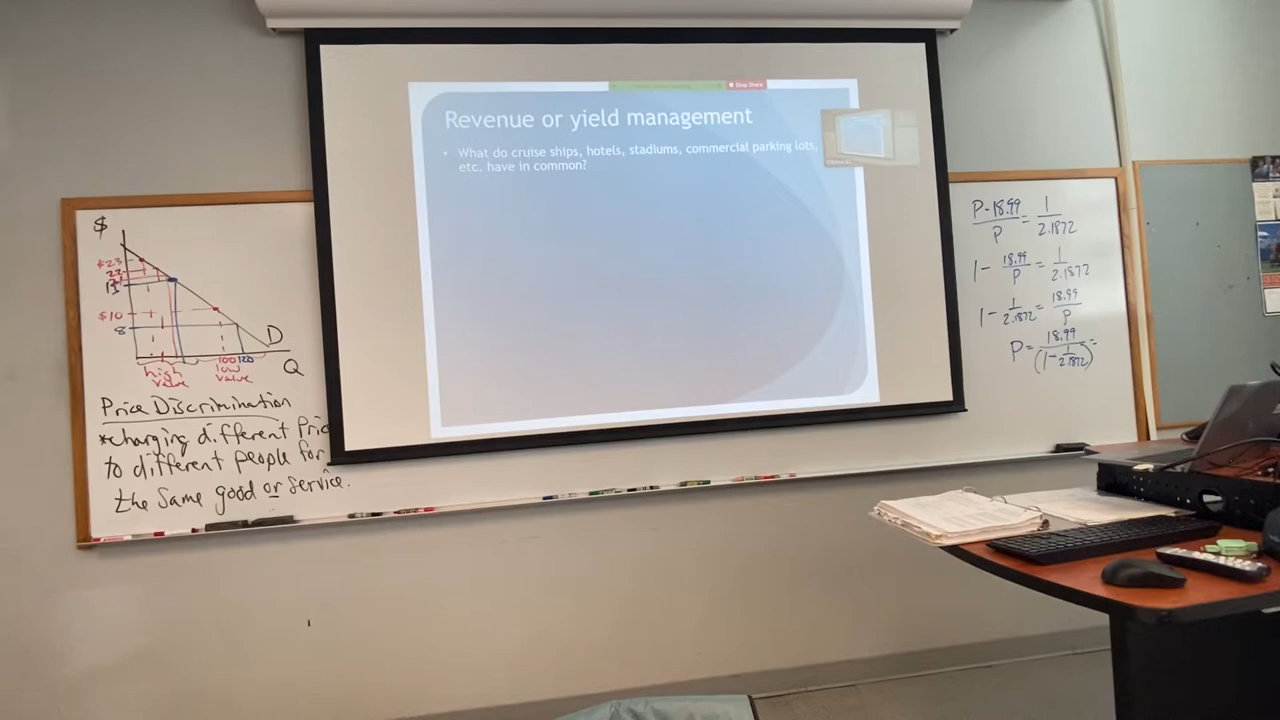 Revenue or yield management
• What do cruise ships, hotels, stadiums, commercial parking lots,
etc. have in common?
Stop Share
$
$23
22
$10
8
D
100 120
Q
high
value
low
value
Price Discrimination
*charging different Pric
to different people for
the same good or service.
P-18.99/P = 1/2.1872
1 - 18.99/P = 1/2.1872
1 - 1/2.1872 = 18.99/P
P = 18.99/(1 - 1/2.1872) =